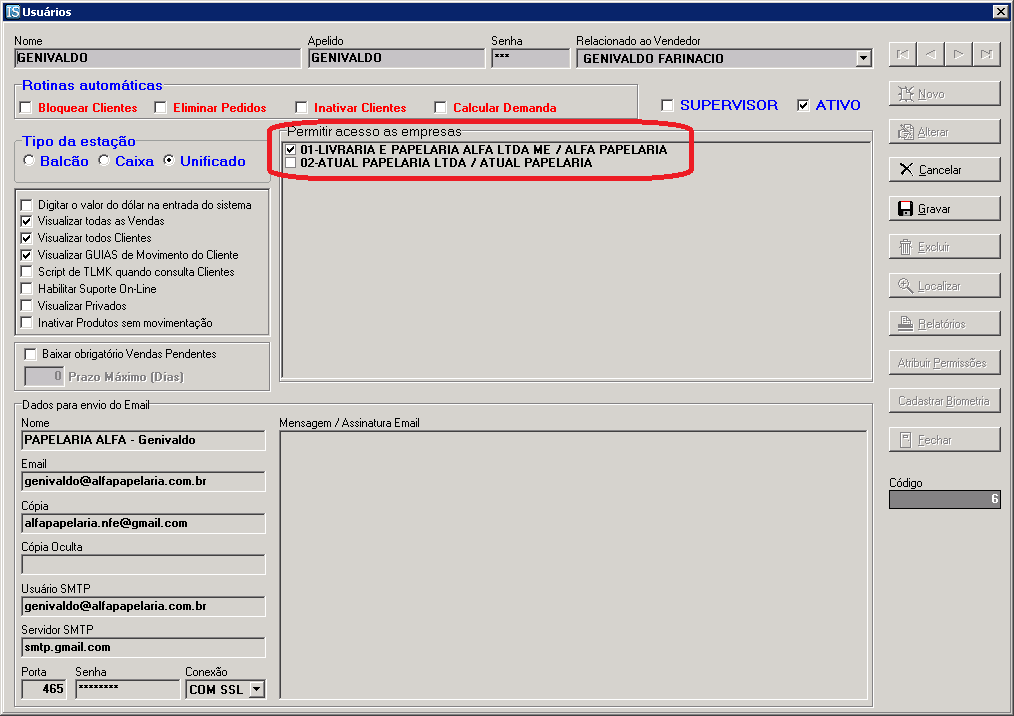 IS Usuários
Nome
GENIVALDO
Apelido
GENIVALDO
Senha
***
Relacionado ao Vendedor
GENIVALDO FARINACIO
Rotinas automáticas
Bloquear Clientes
Eliminar Pedidos
Inativar Clientes
Calcular Demanda
SUPERVISOR
ATIVO
Tipo da estação
Balcão
Caixa
Unificado
Permitir acesso as empresas
01-LIVRARIA E PAPELARIA ALFA LTDA ME / ALFA PAPELARIA
02-ATUAL PAPELARIA LTDA / ATUAL PAPELARIA
Digitar o valor do dólar na entrada do sistema
Visualizar todas as Vendas
Visualizar todos Clientes
Visualizar GUIAS de Movimento do Cliente
Script de TLMK quando consulta Clientes
Habilitar Suporte On-Line
Visualizar Privados
Inativar Produtos sem movimentação
Baixar obrigatório Vendas Pendentes
0 Prazo Máximo (Dias)
Dados para envio do Email
Nome
PAPELARIA ALFA - Genivaldo
Email
genivaldo@alfapapelaria.com.br
Cópia
alfapapelaria.nfe@gmail.com
Cópia Oculta
Usuário SMTP
genivaldo@alfapapelaria.com.br
Servidor SMTP
smtp.gmail.com
Porta
465
Senha
********
Conexão
COM SSL
Mensagem / Assinatura Email
Novo
Alterar
Cancelar
Gravar
Excluir
Localizar
Relatórios
Atribuir Permissões
Cadastrar Biometria
Fechar
Código
6